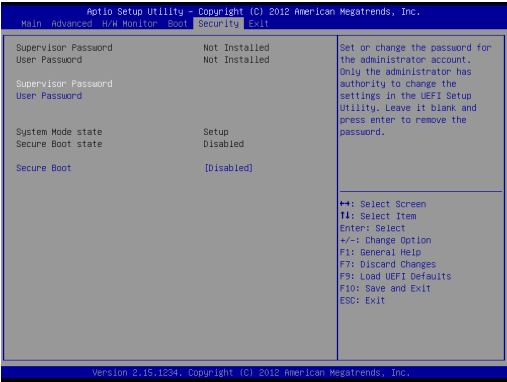 Aptio Setup Utility - Copyright (C) 2012 American Megatrends, Inc.
Main Advanced H/W Monitor Boot Security Exit
Supervisor Password Not Installed
User Password Not Installed
Supervisor Password
User Password
System Mode state Setup
Secure Boot state Disabled
Secure Boot [Disabled]
Set or change the password for
the administrator account.
Only the administrator has
authority to change the
settings in the UEFI Setup
Utility. Leave it blank and
press enter to remove the
password.
↔: Select Screen
↑↓: Select Item
Enter: Select
+/-: Change Option
F1: General Help
F7: Discard Changes
F9: Load UEFI Defaults
F10: Save and Exit
ESC: Exit
Version 2.15.1234. Copyright (C) 2012 American Megatrends, Inc.